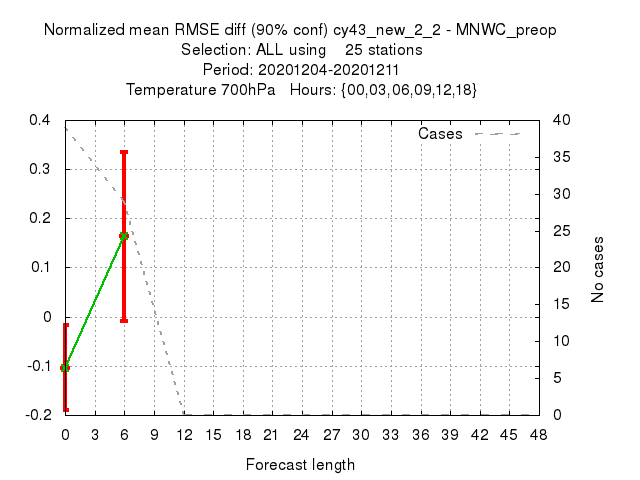 Normalized mean RMSE diff (90% conf) cy43_new_2_2 - MNWC_preop
Selection: ALL using 25 stations
Period: 20201204-20201211
Temperature 700hPa Hours: {00,03,06,09,12,18}
Cases
0.4
0.3
0.2
0.1
0
-0.1
-0.2
40
35
30
25
20
15
10
5
0
No cases
0 3 6 9 12 15 18 21 24 27 30 33 36 39 42 45 48
Forecast length